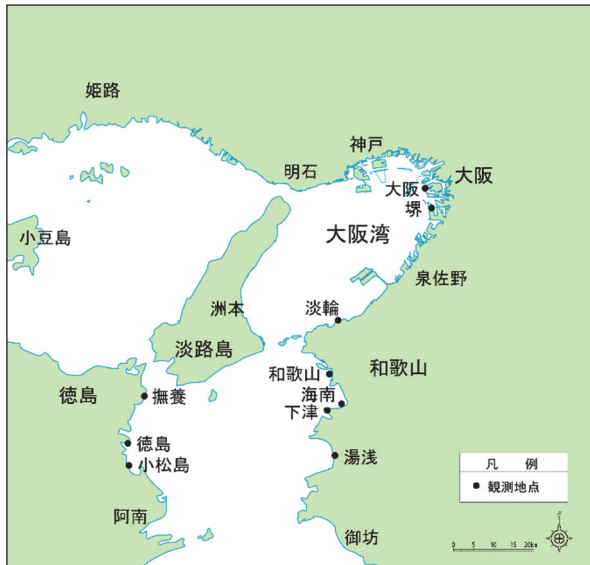 姫路
神戸
明石
大阪
大阪
堺
小豆島
大阪湾
泉佐野
洲本
淡輪
淡路島
和歌山
和歌山
徳島
撫養
海南
下津
徳島
小松島
湯浅
凡 例
観測地点
阿南
御坊
0 5 10 15 20km